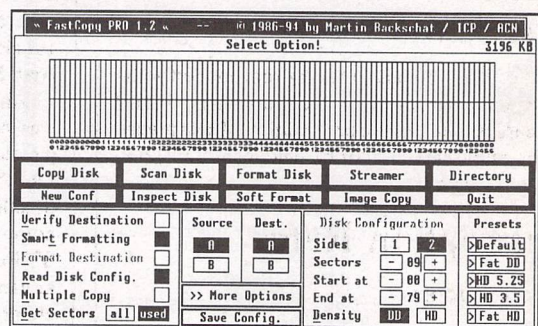 FastCopy PRO 1.2 -- © 1986-94 by Martin Backschat / ICP / ACN
Select Option! 3196 KB
Copy Disk Scan Disk Format Disk Streamer Directory
New Conf Inspect Disk Soft Format Image Copy Quit
Verify Destination
Smart Formatting
Format Destination
Read Disk Config.
Multiple Copy
Get Sectors all used
Source Dest.
A A
B B
>> More Options
Save Config.
Disk Configuration
Sides 1 2
Sectors - 09 +
Start at - 00 +
End at - 79 +
Density DD HD
Presets
>Default
>Fat DD
>HD 5.25
>HD 3.5
>Fat HD